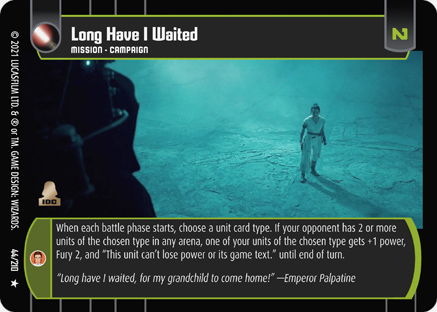 Long Have I Waited
MISSION • CAMPAIGN
N
© 2021 LUCASFILM LTD. & ® or TM. GAME DESIGN: WIZARDS.
44/210
IDC
When each battle phase starts, choose a unit card type. If your opponent has 2 or more
units of the chosen type in any arena, one of your units of the chosen type gets +1 power,
Fury 2, and "This unit can't lose power or its game text." until end of turn.
"Long have I waited, for my grandchild to come home!" —Emperor Palpatine